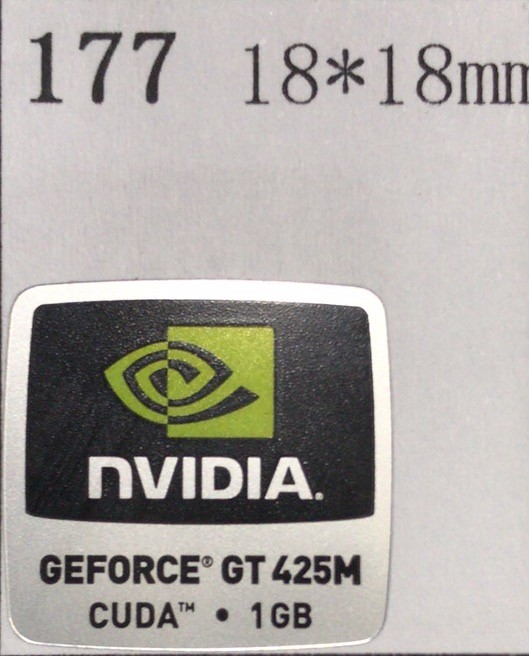 177 18*18mm
nVIDIA.
GEFORCE® GT 425M
CUDA™ • 1GB